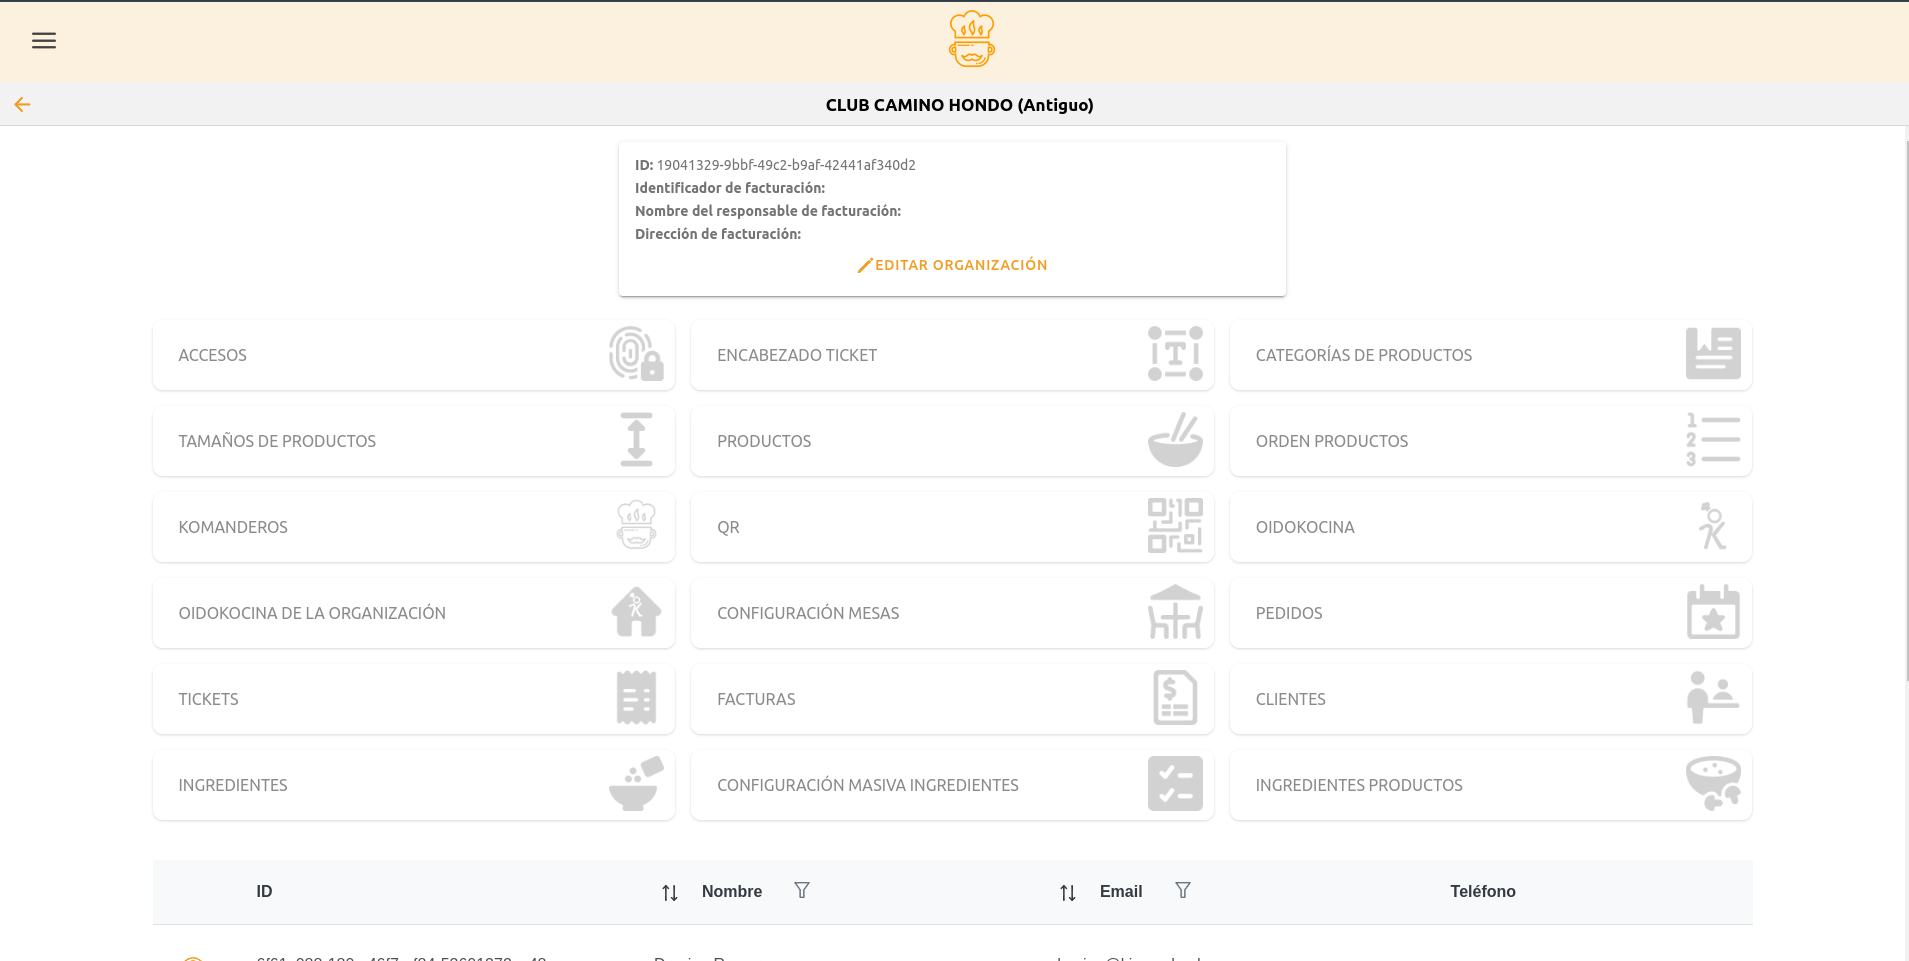 CLUB CAMINO HONDO (Antiguo)
ID: 19041329-9bbf-49c2-b9af-42441af340d2
Identificador de facturación:
Nombre del responsable de facturación:
Dirección de facturación:
EDITAR ORGANIZACIÓN
ACCESOS
ENCABEZADO TICKET
CATEGORÍAS DE PRODUCTOS
TAMAÑOS DE PRODUCTOS
PRODUCTOS
ORDEN PRODUCTOS
KOMANDEROS
QR
OIDOKOCINA
OIDOKOCINA DE LA ORGANIZACIÓN
CONFIGURACIÓN MESAS
PEDIDOS
TICKETS
FACTURAS
CLIENTES
INGREDIENTES
CONFIGURACIÓN MASIVA INGREDIENTES
INGREDIENTES PRODUCTOS
ID Nombre Email Teléfono